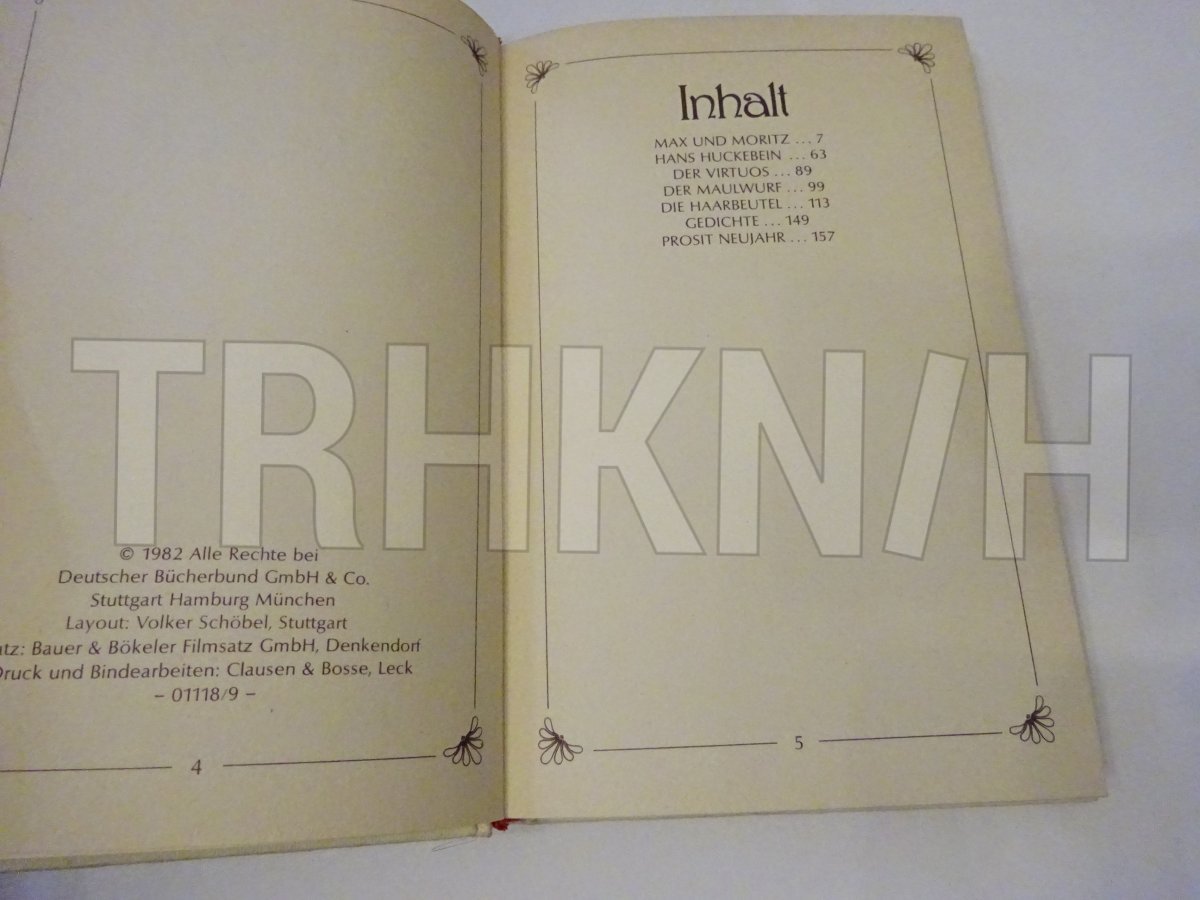 © 1982 Alle Rechte bei
Deutscher Bücherbund GmbH & Co.
Stuttgart Hamburg München
Layout: Volker Schöbel, Stuttgart
Bauer & Bökeler Filmsatz GmbH, Denkendorf
und Bindearbeiten: Clausen & Bosse, Leck
– 01118/9 –
4
Inhalt
MAX UND MORITZ ... 7
HANS HUCKEBEIN ... 63
DER VIRTUOS ... 89
DER MAULWURF ... 99
DIE HAARBEUTEL ... 113
GEDICHTE ... 149
PROSIT NEUJAHR ... 157
5
TRHKN/H